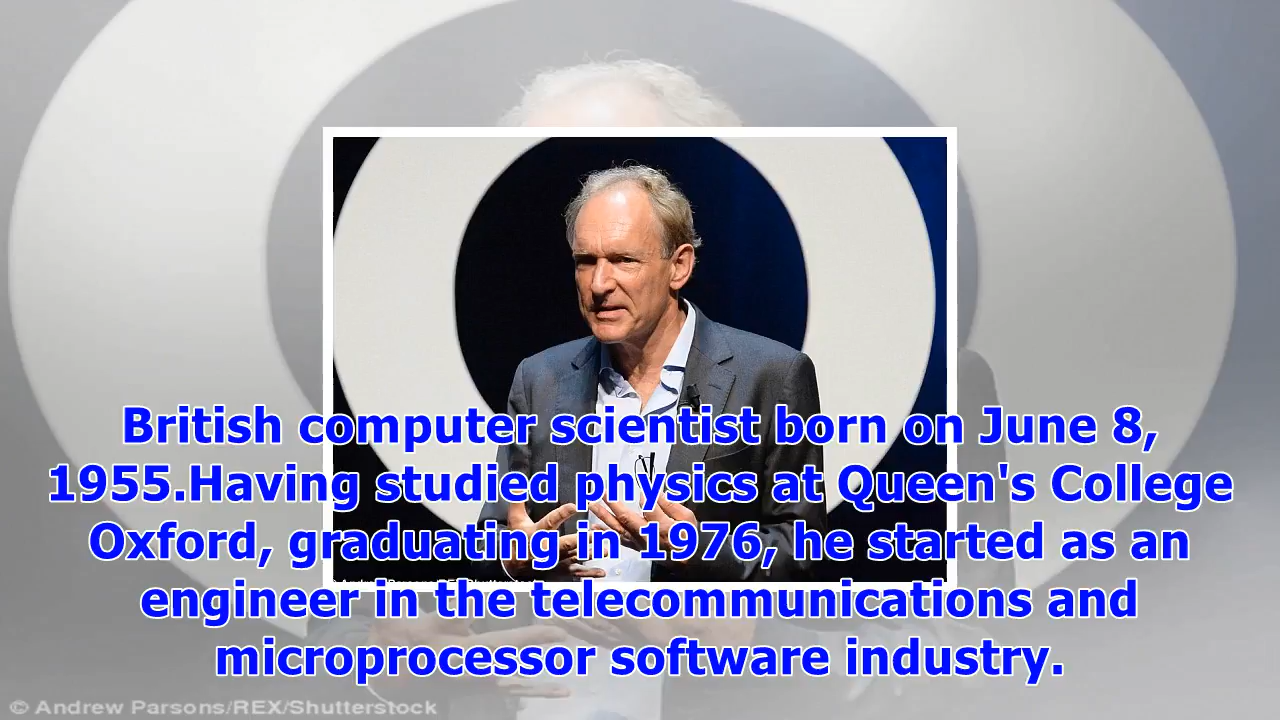 British computer scientist born on June 8,
1955.Having studied physics at Queen's College
Oxford, graduating in 1976, he started as an
engineer in the telecommunications and
microprocessor software industry.
© Andrew Parsons/REX/Shutterstock